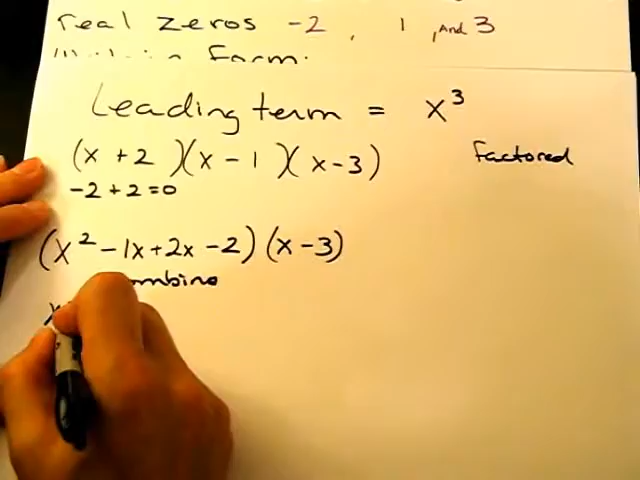 real zeros -2, 1, And 3
Form.
Leading term = x³
(x + 2)(x - 1)(x - 3) Factored
-2 + 2 = 0
(x² - 1x + 2x - 2)(x - 3)